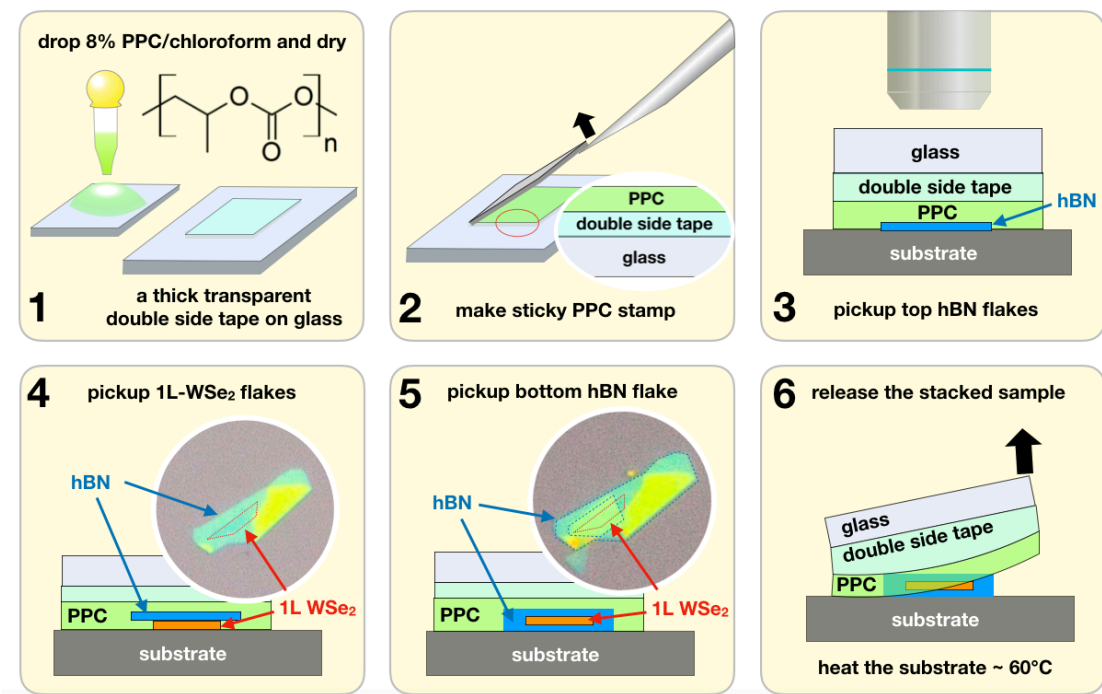 drop 8% PPC/chloroform and dry
O
O
O
n
1
a thick transparent
double side tape on glass
PPC
double side tape
glass
2
make sticky PPC stamp
glass
double side tape
PPC
hBN
substrate
3
pickup top hBN flakes
4
pickup 1L-WSe₂ flakes
hBN
PPC
1L WSe₂
substrate
5
pickup bottom hBN flake
hBN
PPC
1L WSe₂
substrate
6
release the stacked sample
glass
double side tape
PPC
substrate
heat the substrate ~ 60°C